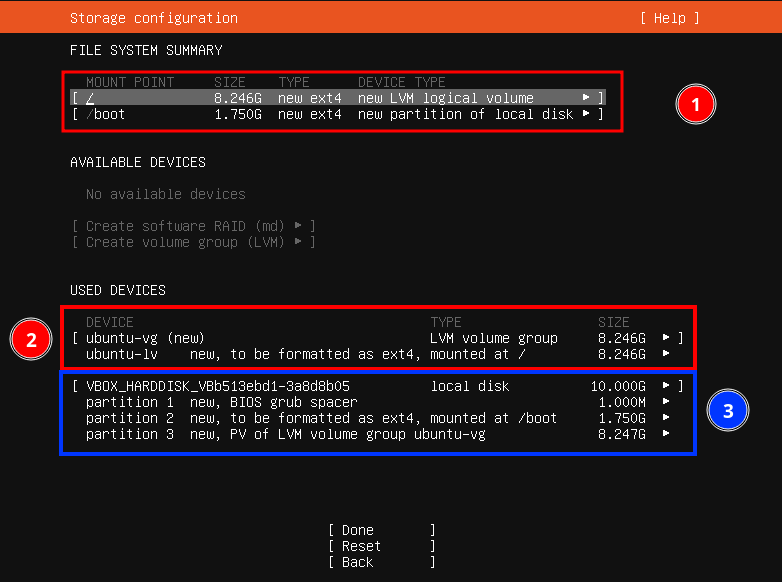 Storage configuration [ Help ]
FILE SYSTEM SUMMARY
MOUNT POINT SIZE TYPE DEVICE TYPE
[ / 8.246G new ext4 new LVM logical volume ▸ ]
[ /boot 1.750G new ext4 new partition of local disk ▸ ]
1
AVAILABLE DEVICES
No available devices
[ Create software RAID (md) ▸ ]
[ Create volume group (LVM) ▸ ]
USED DEVICES
DEVICE TYPE SIZE
[ ubuntu-vg (new) LVM volume group 8.246G ▸ ]
ubuntu-lv new, to be formatted as ext4, mounted at / 8.246G ▸
2
[ VBOX_HARDDISK_VBb513ebd1-3a8d8b05 local disk 10.000G ▸ ]
partition 1 new, BIOS grub spacer 1.000M ▸
partition 2 new, to be formatted as ext4, mounted at /boot 1.750G ▸
partition 3 new, PV of LVM volume group ubuntu-vg 8.247G ▸
3
[ Done ]
[ Reset ]
[ Back ]